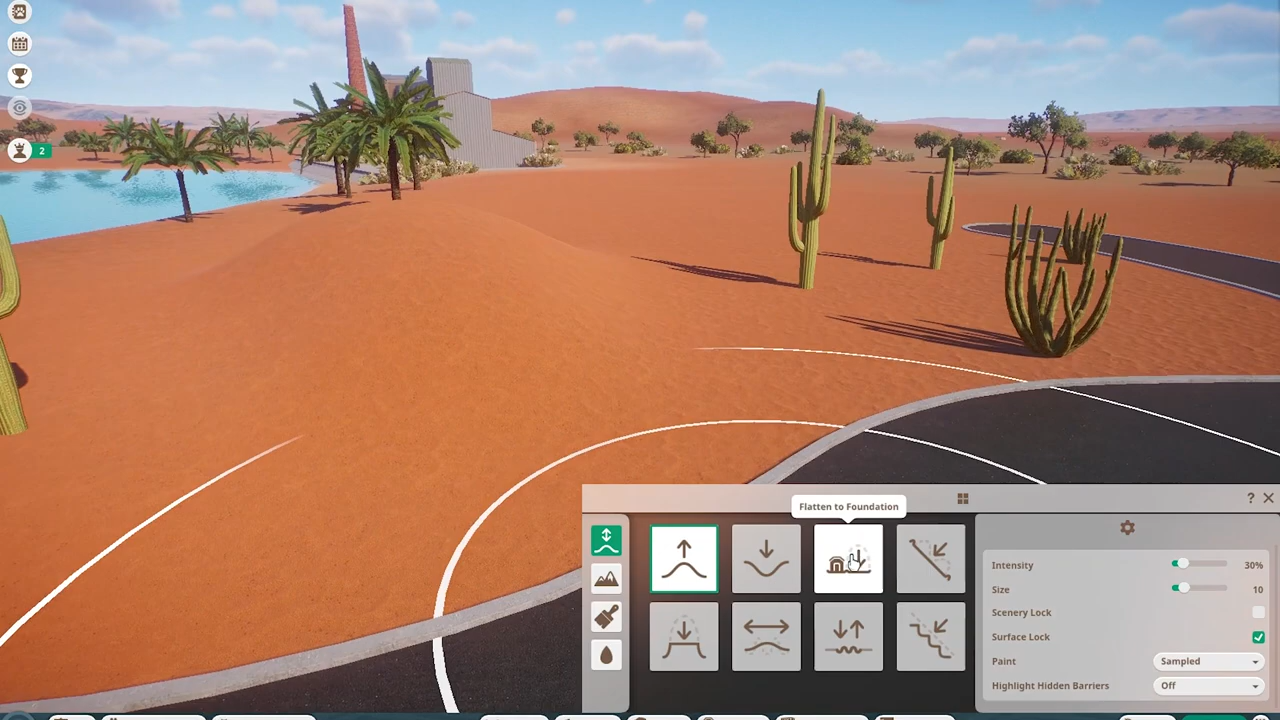 2
Flatten to Foundation
?
Intensity 30%
Size 10
Scenery Lock
Surface Lock
Paint Sampled
Highlight Hidden Barriers Off